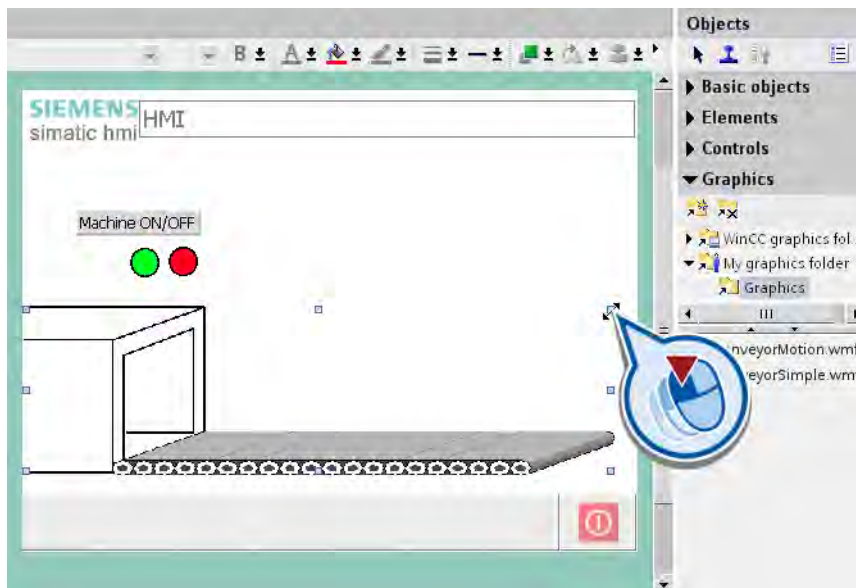 Objects
B
A
Basic objects
Elements
Controls
Graphics
SIEMENS
simatic hmi
HMI
WinCC graphics fol
My graphics folder
Graphics
Machine ON/OFF
nveyorMotion.wmf
veyorSimple.wmf